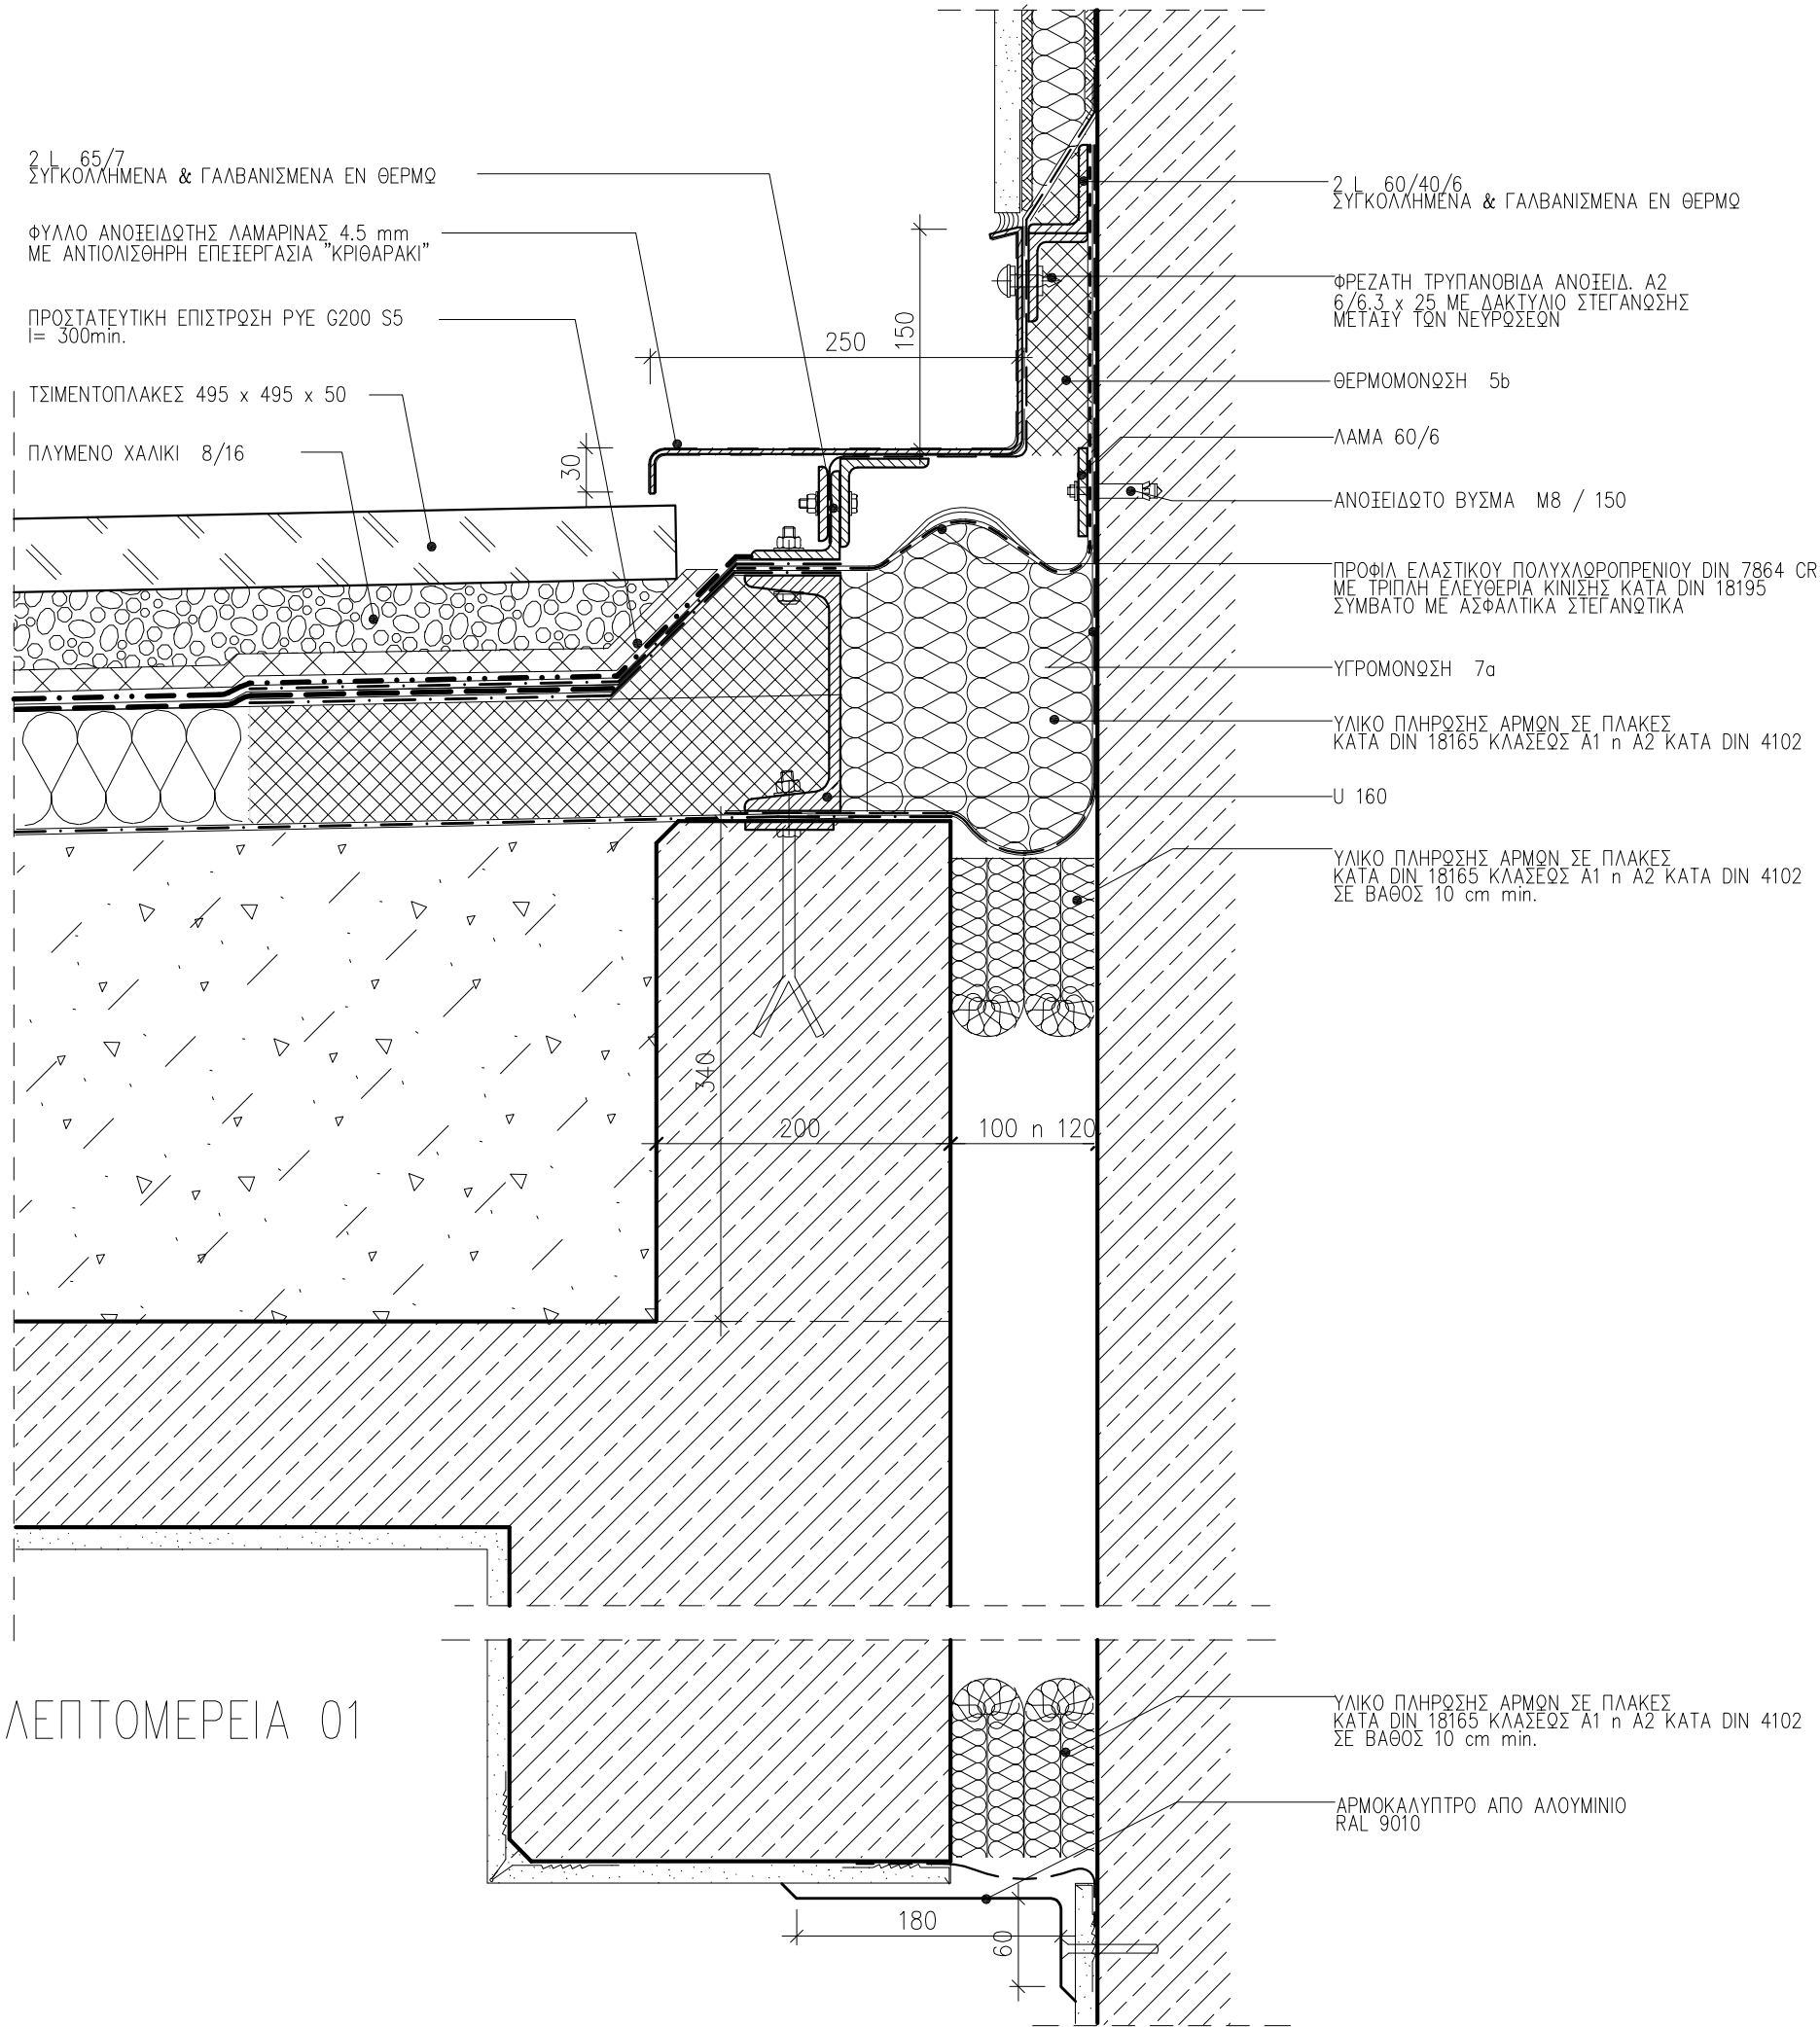 2 L 65/7
ΣΥΓΚΟΛΛΗΜΕΝΑ & ΓΑΛΒΑΝΙΣΜΕΝΑ ΕΝ ΘΕΡΜΩ
ΦΥΛΛΟ ΑΝΟΞΕΙΔΩΤΗΣ ΛΑΜΑΡΙΝΑΣ 4.5 mm
ΜΕ ΑΝΤΙΟΛΙΣΘΗΡΗ ΕΠΕΞΕΡΓΑΣΙΑ "ΚΡΙΘΑΡΑΚΙ"
ΠΡΟΣΤΑΤΕΥΤΙΚΗ ΕΠΙΣΤΡΩΣΗ PYE G200 S5
l= 300min.
ΤΣΙΜΕΝΤΟΠΛΑΚΕΣ 495 x 495 x 50
ΠΛΥΜΕΝΟ ΧΑΛΙΚΙ 8/16
250
150
30
340
200
100 n 120
180
60
2 L 60/40/6
ΣΥΓΚΟΛΛΗΜΕΝΑ & ΓΑΛΒΑΝΙΣΜΕΝΑ ΕΝ ΘΕΡΜΩ
ΦΡΕΖΑΤΗ ΤΡΥΠΑΝΟΒΙΔΑ ΑΝΟΞΕΙΔ. Α2
6/6.3 x 25 ΜΕ ΔΑΚΤΥΛΙΟ ΣΤΕΓΑΝΩΣΗΣ
ΜΕΤΑΞΥ ΤΩΝ ΝΕΥΡΩΣΕΩΝ
ΘΕΡΜΟΜΟΝΩΣΗ 5b
ΛΑΜΑ 60/6
ΑΝΟΞΕΙΔΩΤΟ ΒΥΣΜΑ M8 / 150
ΠΡΟΦΙΛ ΕΛΑΣΤΙΚΟΥ ΠΟΛΥΧΛΩΡΟΠΡΕΝΙΟΥ DIN 7864 CR
ΜΕ ΤΡΙΠΛΗ ΕΛΕΥΘΕΡΙΑ ΚΙΝΙΣΗΣ ΚΑΤΑ DIN 18195
ΣΥΜΒΑΤΟ ΜΕ ΑΣΦΑΛΤΙΚΑ ΣΤΕΓΑΝΩΤΙΚΑ
ΥΓΡΟΜΟΝΩΣΗ 7a
ΥΛΙΚΟ ΠΛΗΡΩΣΗΣ ΑΡΜΩΝ ΣΕ ΠΛΑΚΕΣ
ΚΑΤΑ DIN 18165 ΚΛΑΣΕΩΣ Α1 n Α2 ΚΑΤΑ DIN 4102
U 160
ΥΛΙΚΟ ΠΛΗΡΩΣΗΣ ΑΡΜΩΝ ΣΕ ΠΛΑΚΕΣ
ΚΑΤΑ DIN 18165 ΚΛΑΣΕΩΣ Α1 n Α2 ΚΑΤΑ DIN 4102
ΣΕ ΒΑΘΟΣ 10 cm min.
ΥΛΙΚΟ ΠΛΗΡΩΣΗΣ ΑΡΜΩΝ ΣΕ ΠΛΑΚΕΣ
ΚΑΤΑ DIN 18165 ΚΛΑΣΕΩΣ Α1 n Α2 ΚΑΤΑ DIN 4102
ΣΕ ΒΑΘΟΣ 10 cm min.
ΑΡΜΟΚΑΛΥΠΤΡΟ ΑΠΟ ΑΛΟΥΜΙΝΙΟ
RAL 9010
ΛΕΠΤΟΜΕΡΕΙΑ 01